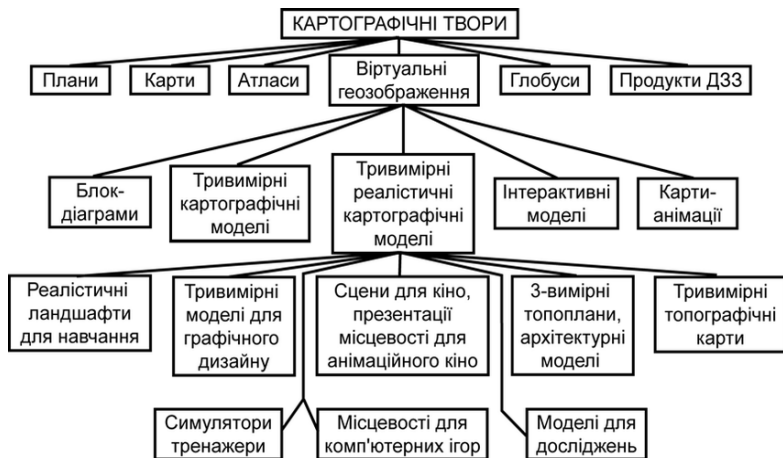 КАРТОГРАФІЧНІ ТВОРИ
Плани
Карти
Атласи
Віртуальні
геозображення
Глобуси
Продукти ДЗЗ
Блок-
діаграми
Тривимірні
картографічні
моделі
Тривимірні
реалістичні
картографічні
моделі
Інтерактивні
моделі
Карти-
анімації
Реалістичні
ландшафти
для навчання
Тривимірні
моделі для
графічного
дизайну
Сцени для кіно,
презентації
місцевості для
анімаційного кіно
3-вимірні
топоплани,
архітектурні
моделі
Тривимірні
топографічні
карти
Симулятори
тренажери
Місцевості для
комп'ютерних ігор
Моделі для
досліджень